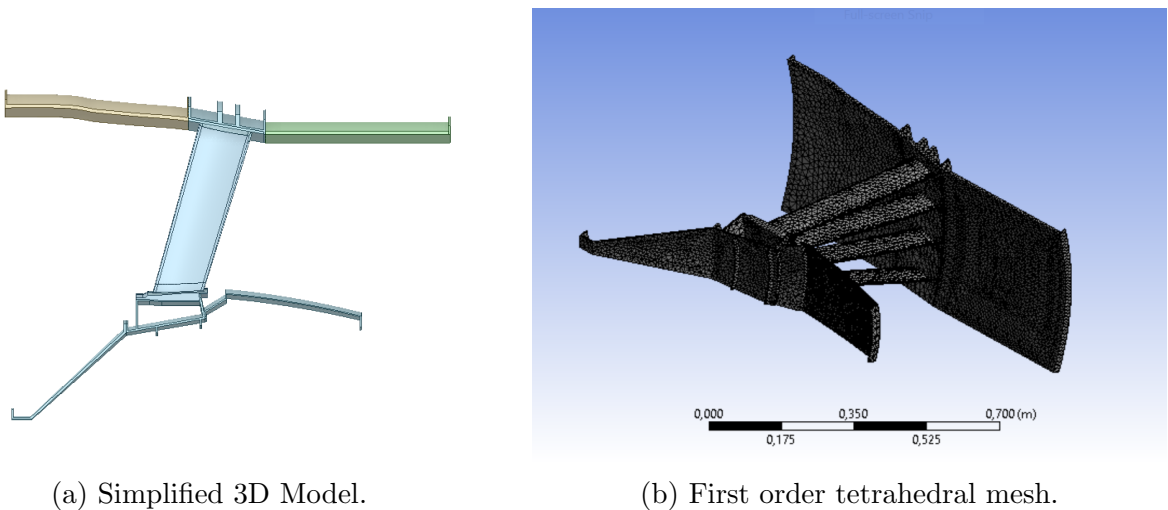 0,000 0,350 0,700 (m)
0,175 0,525
(a) Simplified 3D Model.
(b) First order tetrahedral mesh.